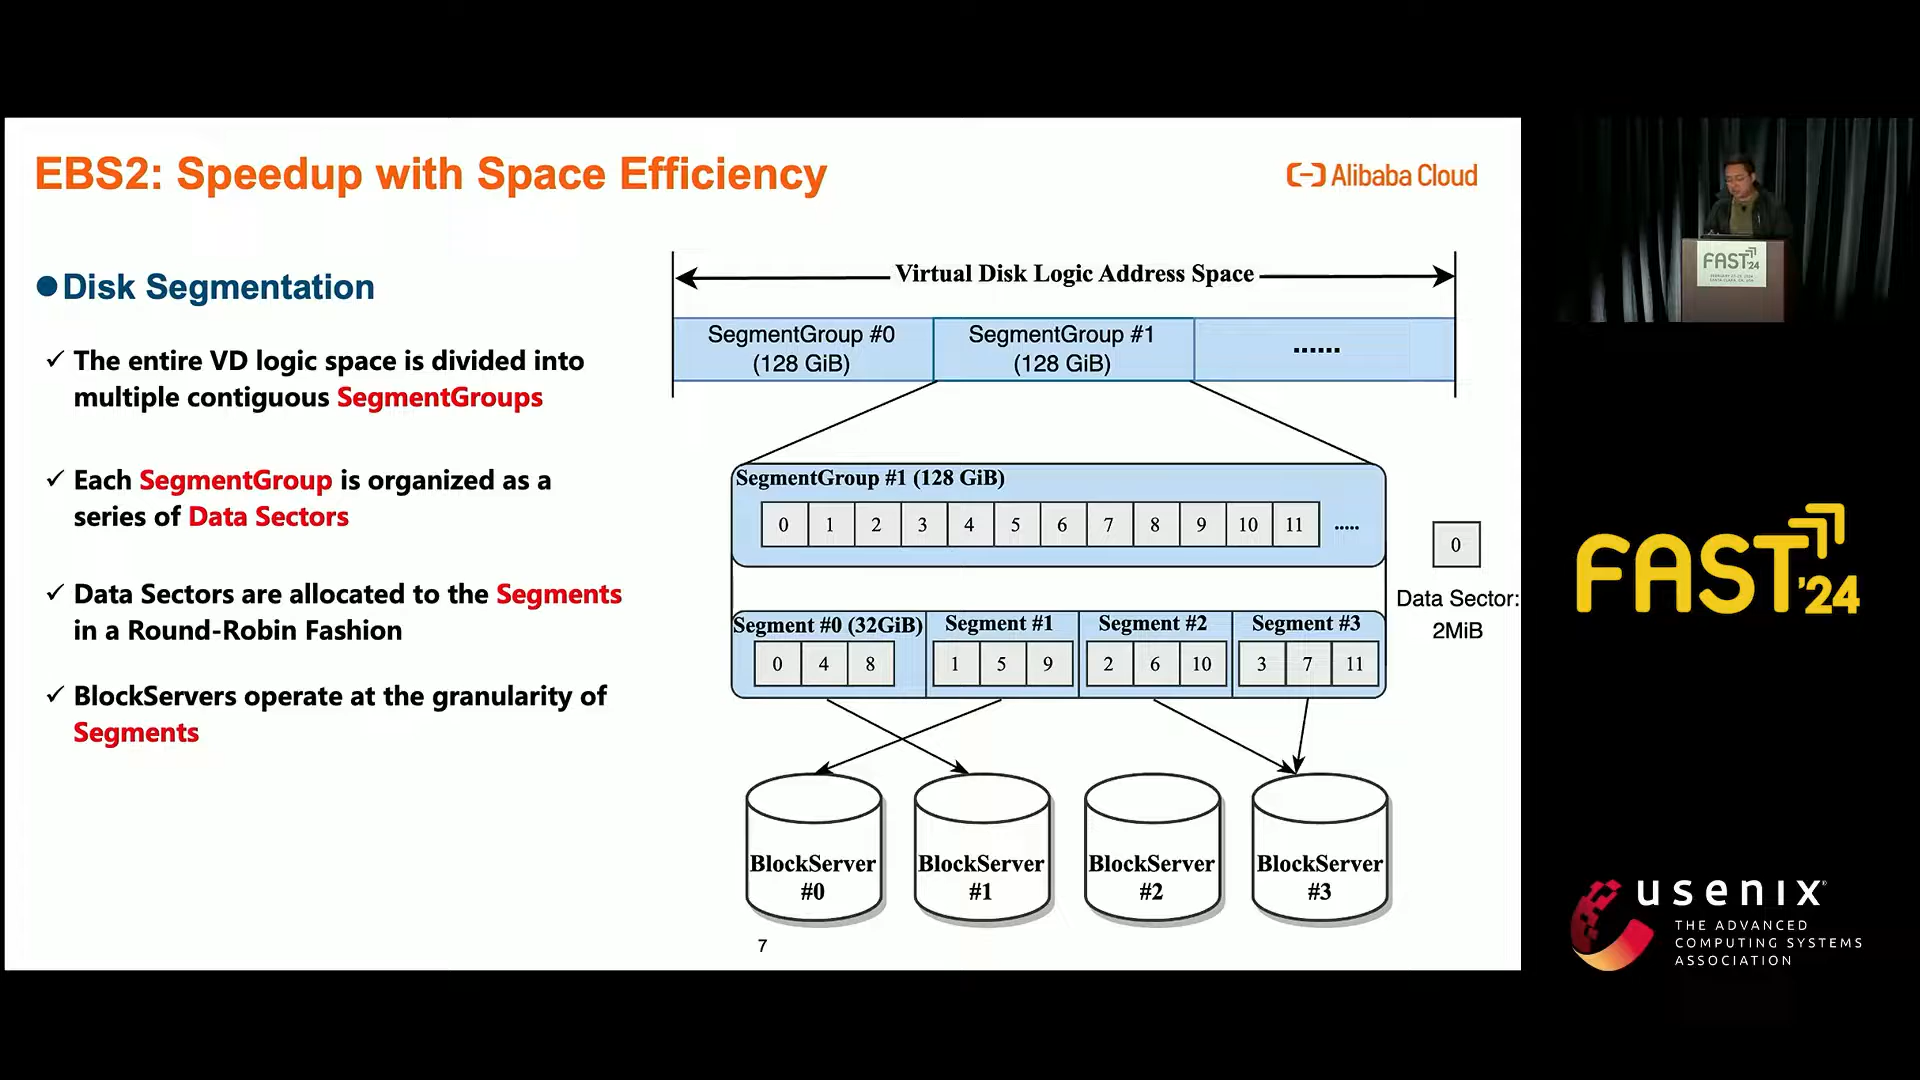 EBS2: Speedup with Space Efficiency
Alibaba Cloud
Disk Segmentation
The entire VD logic space is divided into
multiple contiguous SegmentGroups
Each SegmentGroup is organized as a
series of Data Sectors
Data Sectors are allocated to the Segments
in a Round-Robin Fashion
BlockServers operate at the granularity of
Segments
Virtual Disk Logic Address Space
SegmentGroup #0
(128 GiB)
SegmentGroup #1
(128 GiB)
......
SegmentGroup #1 (128 GiB)
0 1 2 3 4 5 6 7 8 9 10 11 .....
0
Data Sector:
2MiB
Segment #0 (32GiB) Segment #1 Segment #2 Segment #3
0 4 8 1 5 9 2 6 10 3 7 11
BlockServer
#0
BlockServer
#1
BlockServer
#2
BlockServer
#3
7
FAST '24
FAST '24
usenix®
THE ADVANCED
COMPUTING SYSTEMS
ASSOCIATION